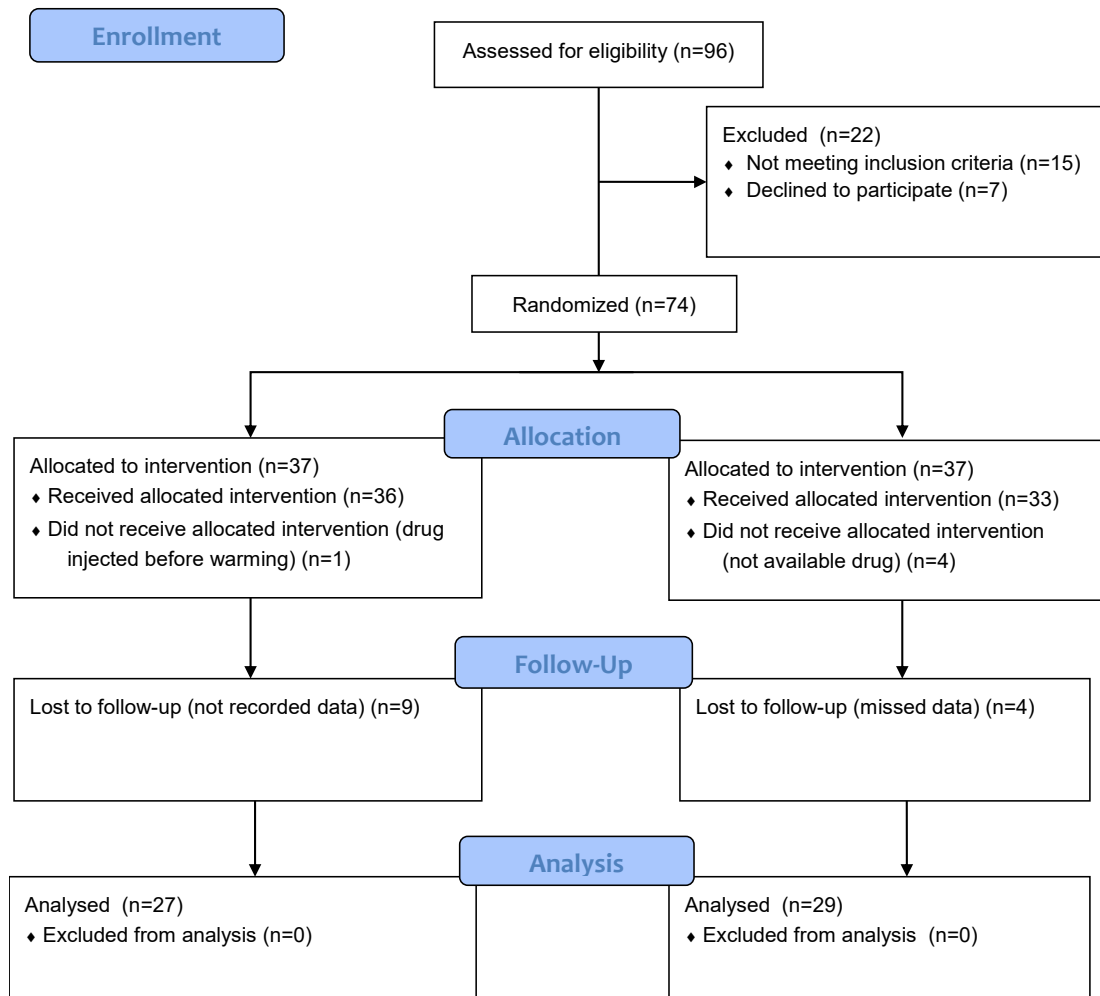 Enrollment
Assessed for eligibility (n=96)
Excluded  (n=22)
♦ Not meeting inclusion criteria (n=15)
♦ Declined to participate (n=7)
Randomized (n=74)
Allocation
Allocated to intervention (n=37)
♦ Received allocated intervention (n=36)
♦ Did not receive allocated intervention (drug
injected before warming) (n=1)
Allocated to intervention (n=37)
♦ Received allocated intervention (n=33)
♦ Did not receive allocated intervention
(not available drug) (n=4)
Follow-Up
Lost to follow-up (not recorded data) (n=9)
Lost to follow-up (missed data) (n=4)
Analysis
Analysed  (n=27)
♦ Excluded from analysis (n=0)
Analysed  (n=29)
♦ Excluded from analysis  (n=0)